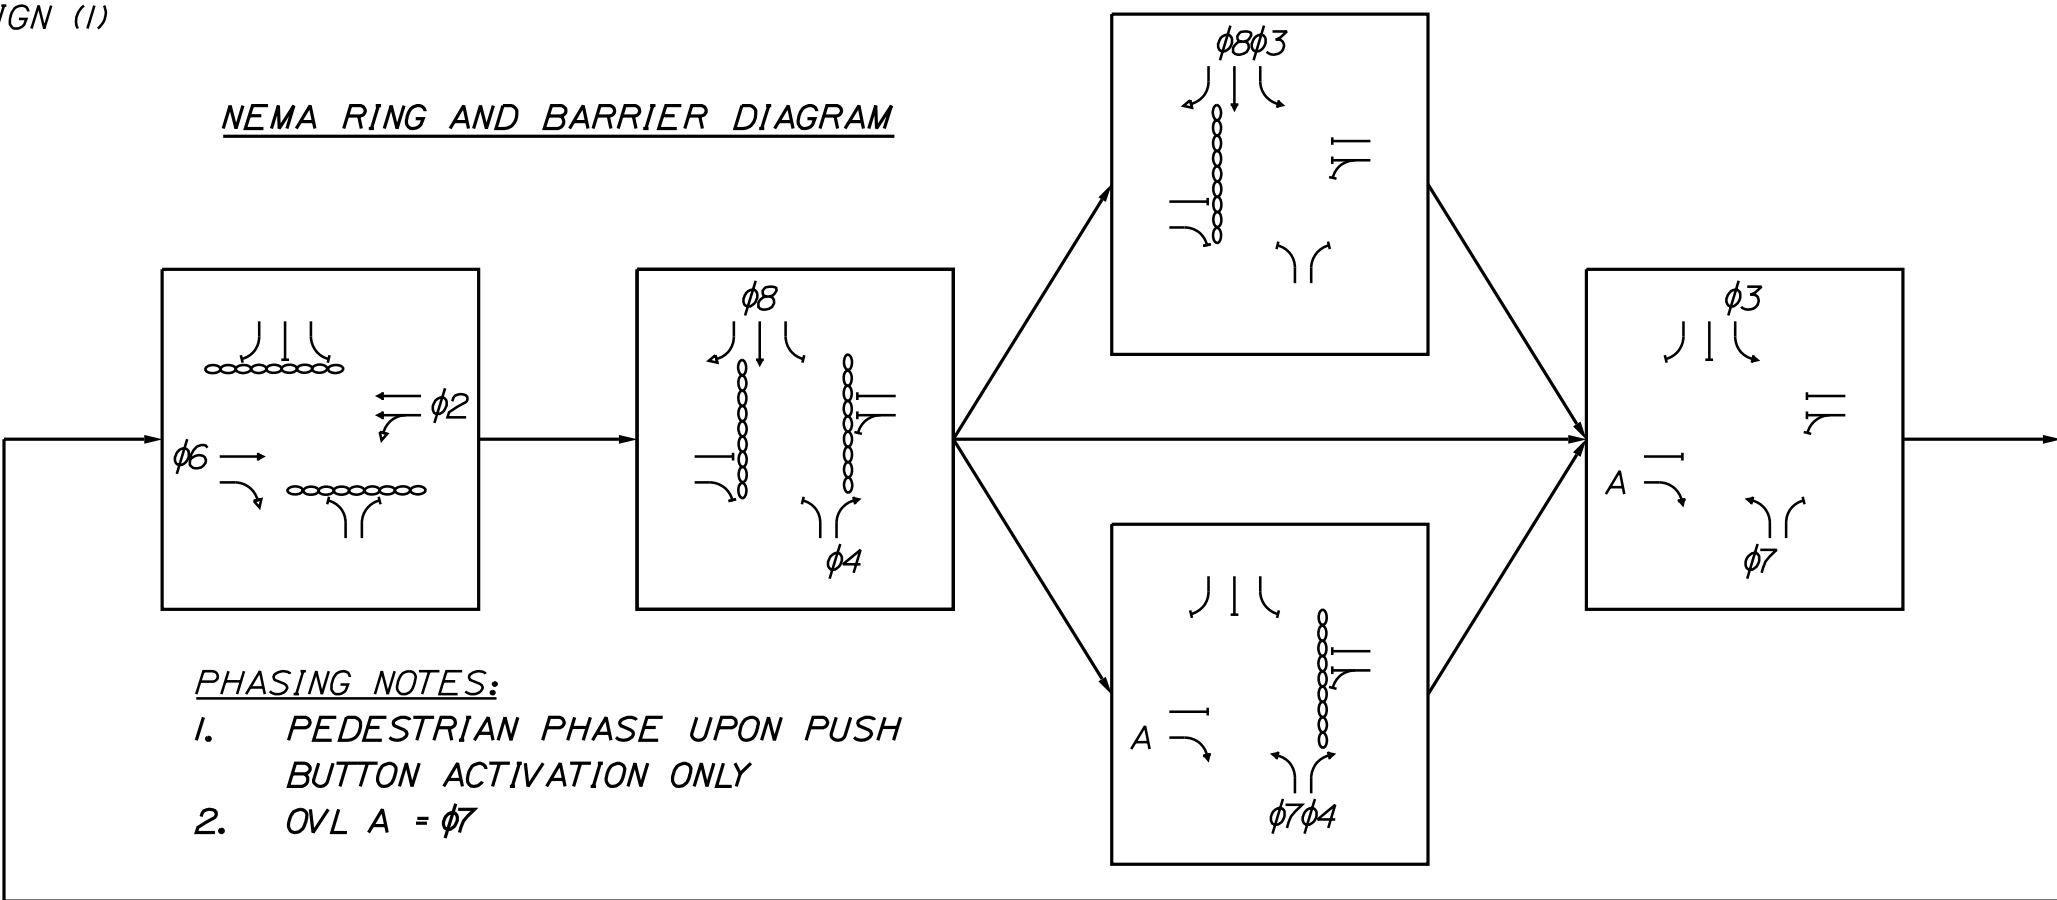 IGN (1)
NEMA RING AND BARRIER DIAGRAM
ϕ8ϕ3
ϕ8
ϕ3
ϕ2
ϕ6
A
ϕ4
ϕ7
A
ϕ7ϕ4
PHASING NOTES:
1. PEDESTRIAN PHASE UPON PUSH
BUTTON ACTIVATION ONLY
2. OVL A = ϕ7